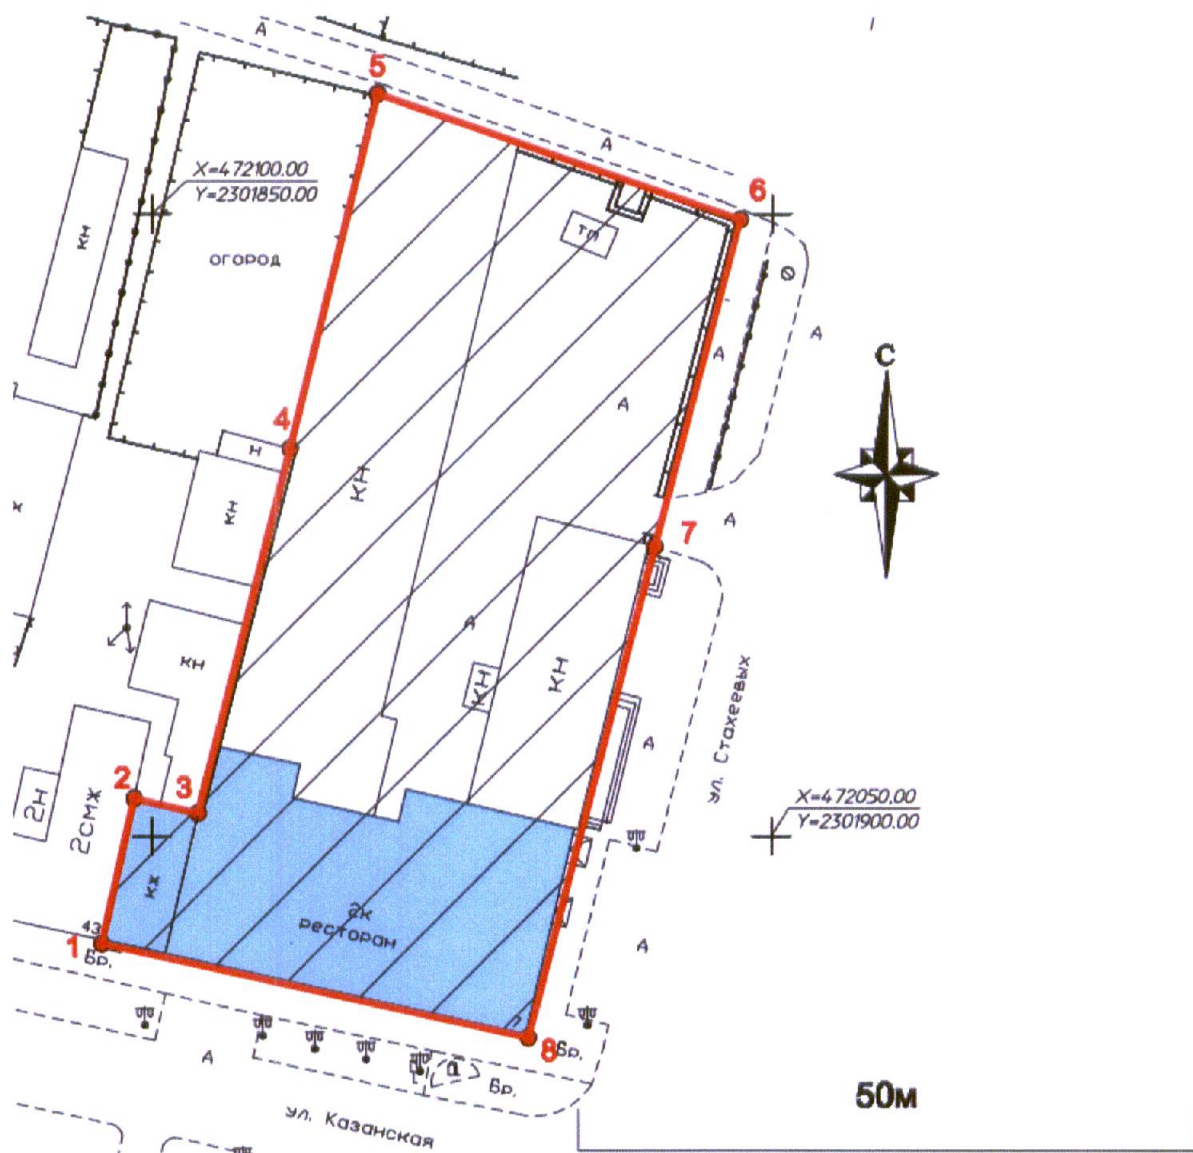 А
5
А
6
X=472100.00
Y=2301850.00
КН
ТП
ОГОРОД
А
А
С
4
А
Н
КН
КН
А
7
КН
А
КН
КН
ул. Стахеевых
А
2
3
2Н
2СМЖ
X=472050.00
Y=2301900.00
КХ
2К
ресторан
43
1
Бр.
А
8
Бр.
А
Бр.
50м
ул. Казанская